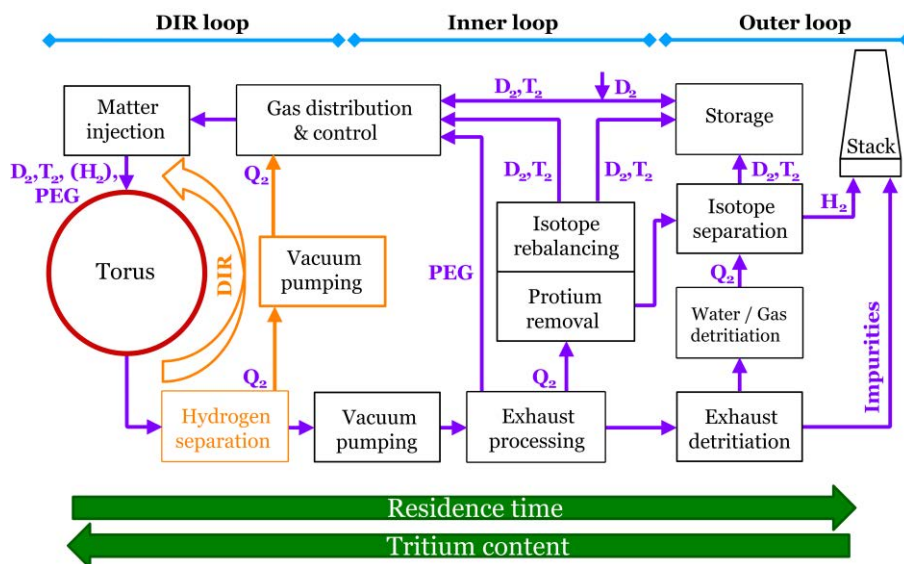 DIR loop
Inner loop
Outer loop
Matter
injection
Gas distribution
& control
D₂,T₂
D₂
Storage
Stack
D₂,T₂, (H₂),
PEG
Q₂
D₂,T₂
D₂,T₂
D₂,T₂
H₂
Torus
DIR
Vacuum
pumping
PEG
Isotope
rebalancing
Protium
removal
Isotope
separation
Q₂
Water / Gas
detritiation
Impurities
Q₂
Q₂
Hydrogen
separation
Vacuum
pumping
Exhaust
processing
Exhaust
detritiation
Residence time
Tritium content